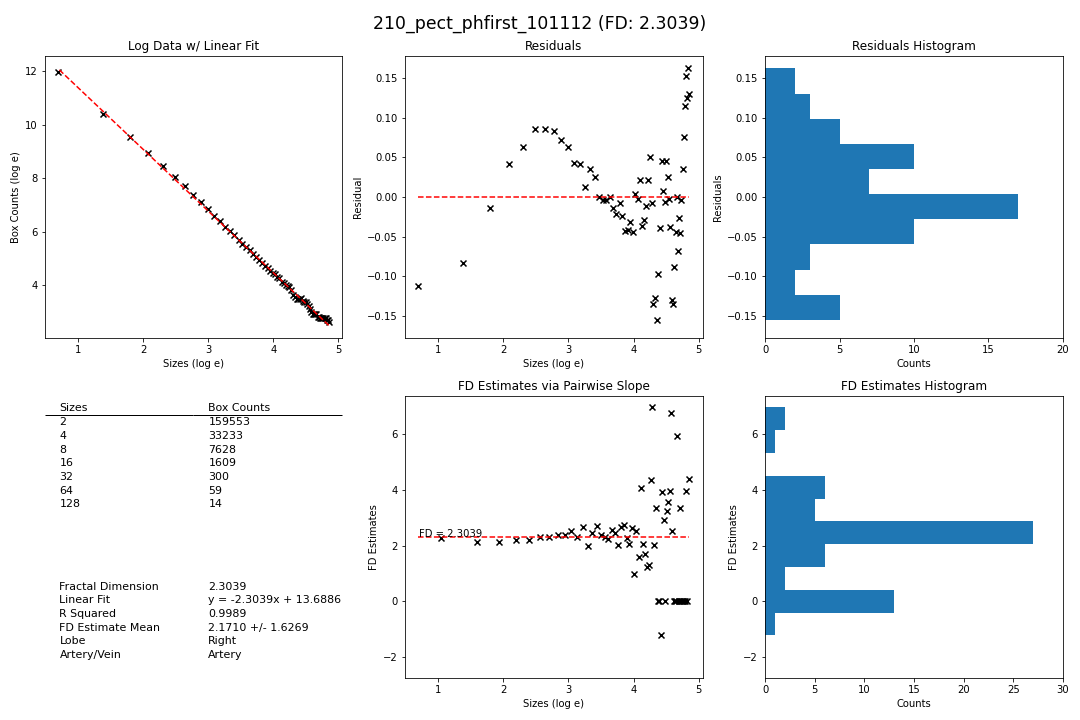 210_pect_phfirst_101112 (FD: 2.3039)
Log Data w/ Linear Fit
Box Counts (log e)
12
10
8
6
4
1 2 3 4 5
Sizes (log e)
Residuals
Residual
0.15
0.10
0.05
0.00
−0.05
−0.10
−0.15
1 2 3 4 5
Sizes (log e)
Residuals Histogram
Residuals
0.15
0.10
0.05
0.00
−0.05
−0.10
−0.15
0 5 10 15 20
Counts
Sizes Box Counts
2 159553
4 33233
8 7628
16 1609
32 300
64 59
128 14
Fractal Dimension 2.3039
Linear Fit y = -2.3039x + 13.6886
R Squared 0.9989
FD Estimate Mean 2.1710 +/- 1.6269
Lobe Right
Artery/Vein Artery
FD Estimates via Pairwise Slope
FD Estimates
6
4
2
0
−2
FD = 2.3039
1 2 3 4 5
Sizes (log e)
FD Estimates Histogram
FD Estimates
6
4
2
0
−2
0 5 10 15 20 25 30
Counts